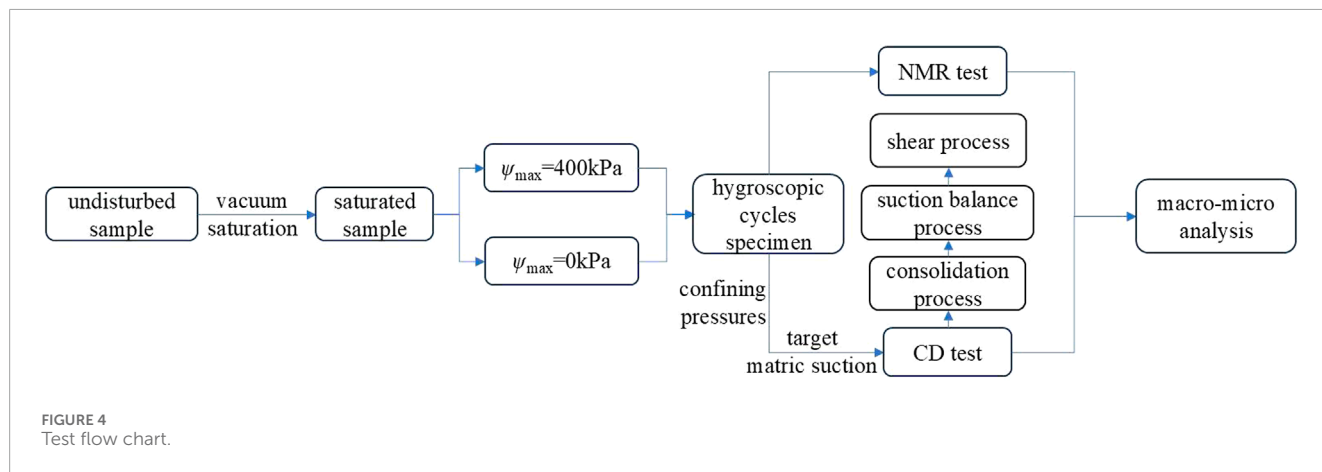 undisturbed
sample
vacuum
saturation
saturated
sample
ψmax=400kPa
ψmax=0kPa
hygroscopic
cycles
specimen
confining
pressures
target
matric suction
NMR test
shear process
suction balance
process
consolidation
process
CD test
macro-micro
analysis
FIGURE 4
Test flow chart.